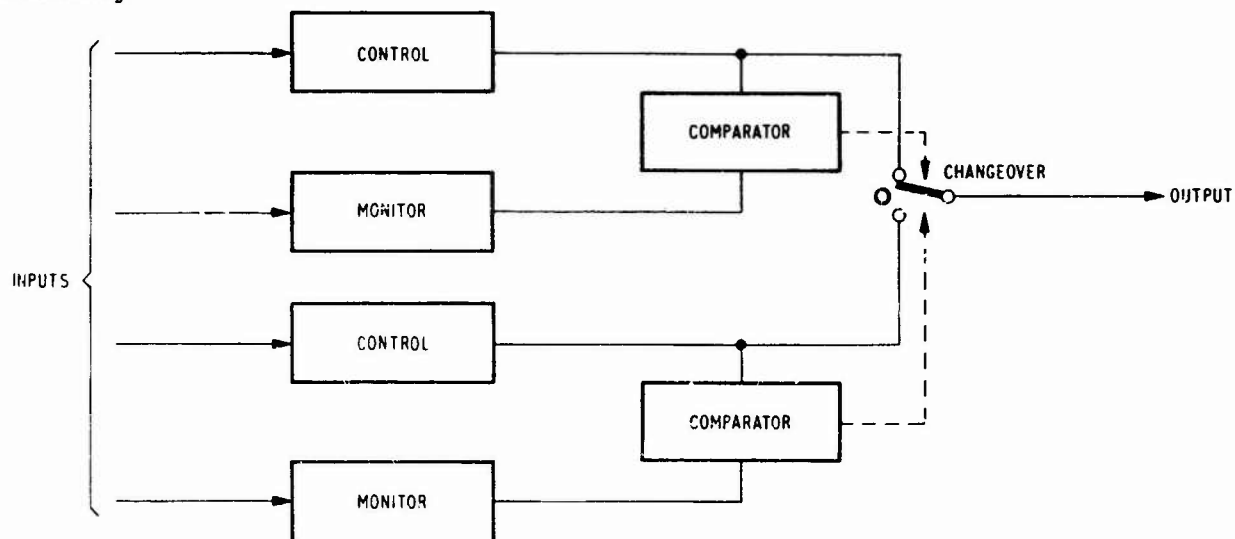 CONTROL
COMPARATOR
CHANGEOVER
OUTPUT
MONITOR
INPUTS
CONTROL
COMPARATOR
MONITOR